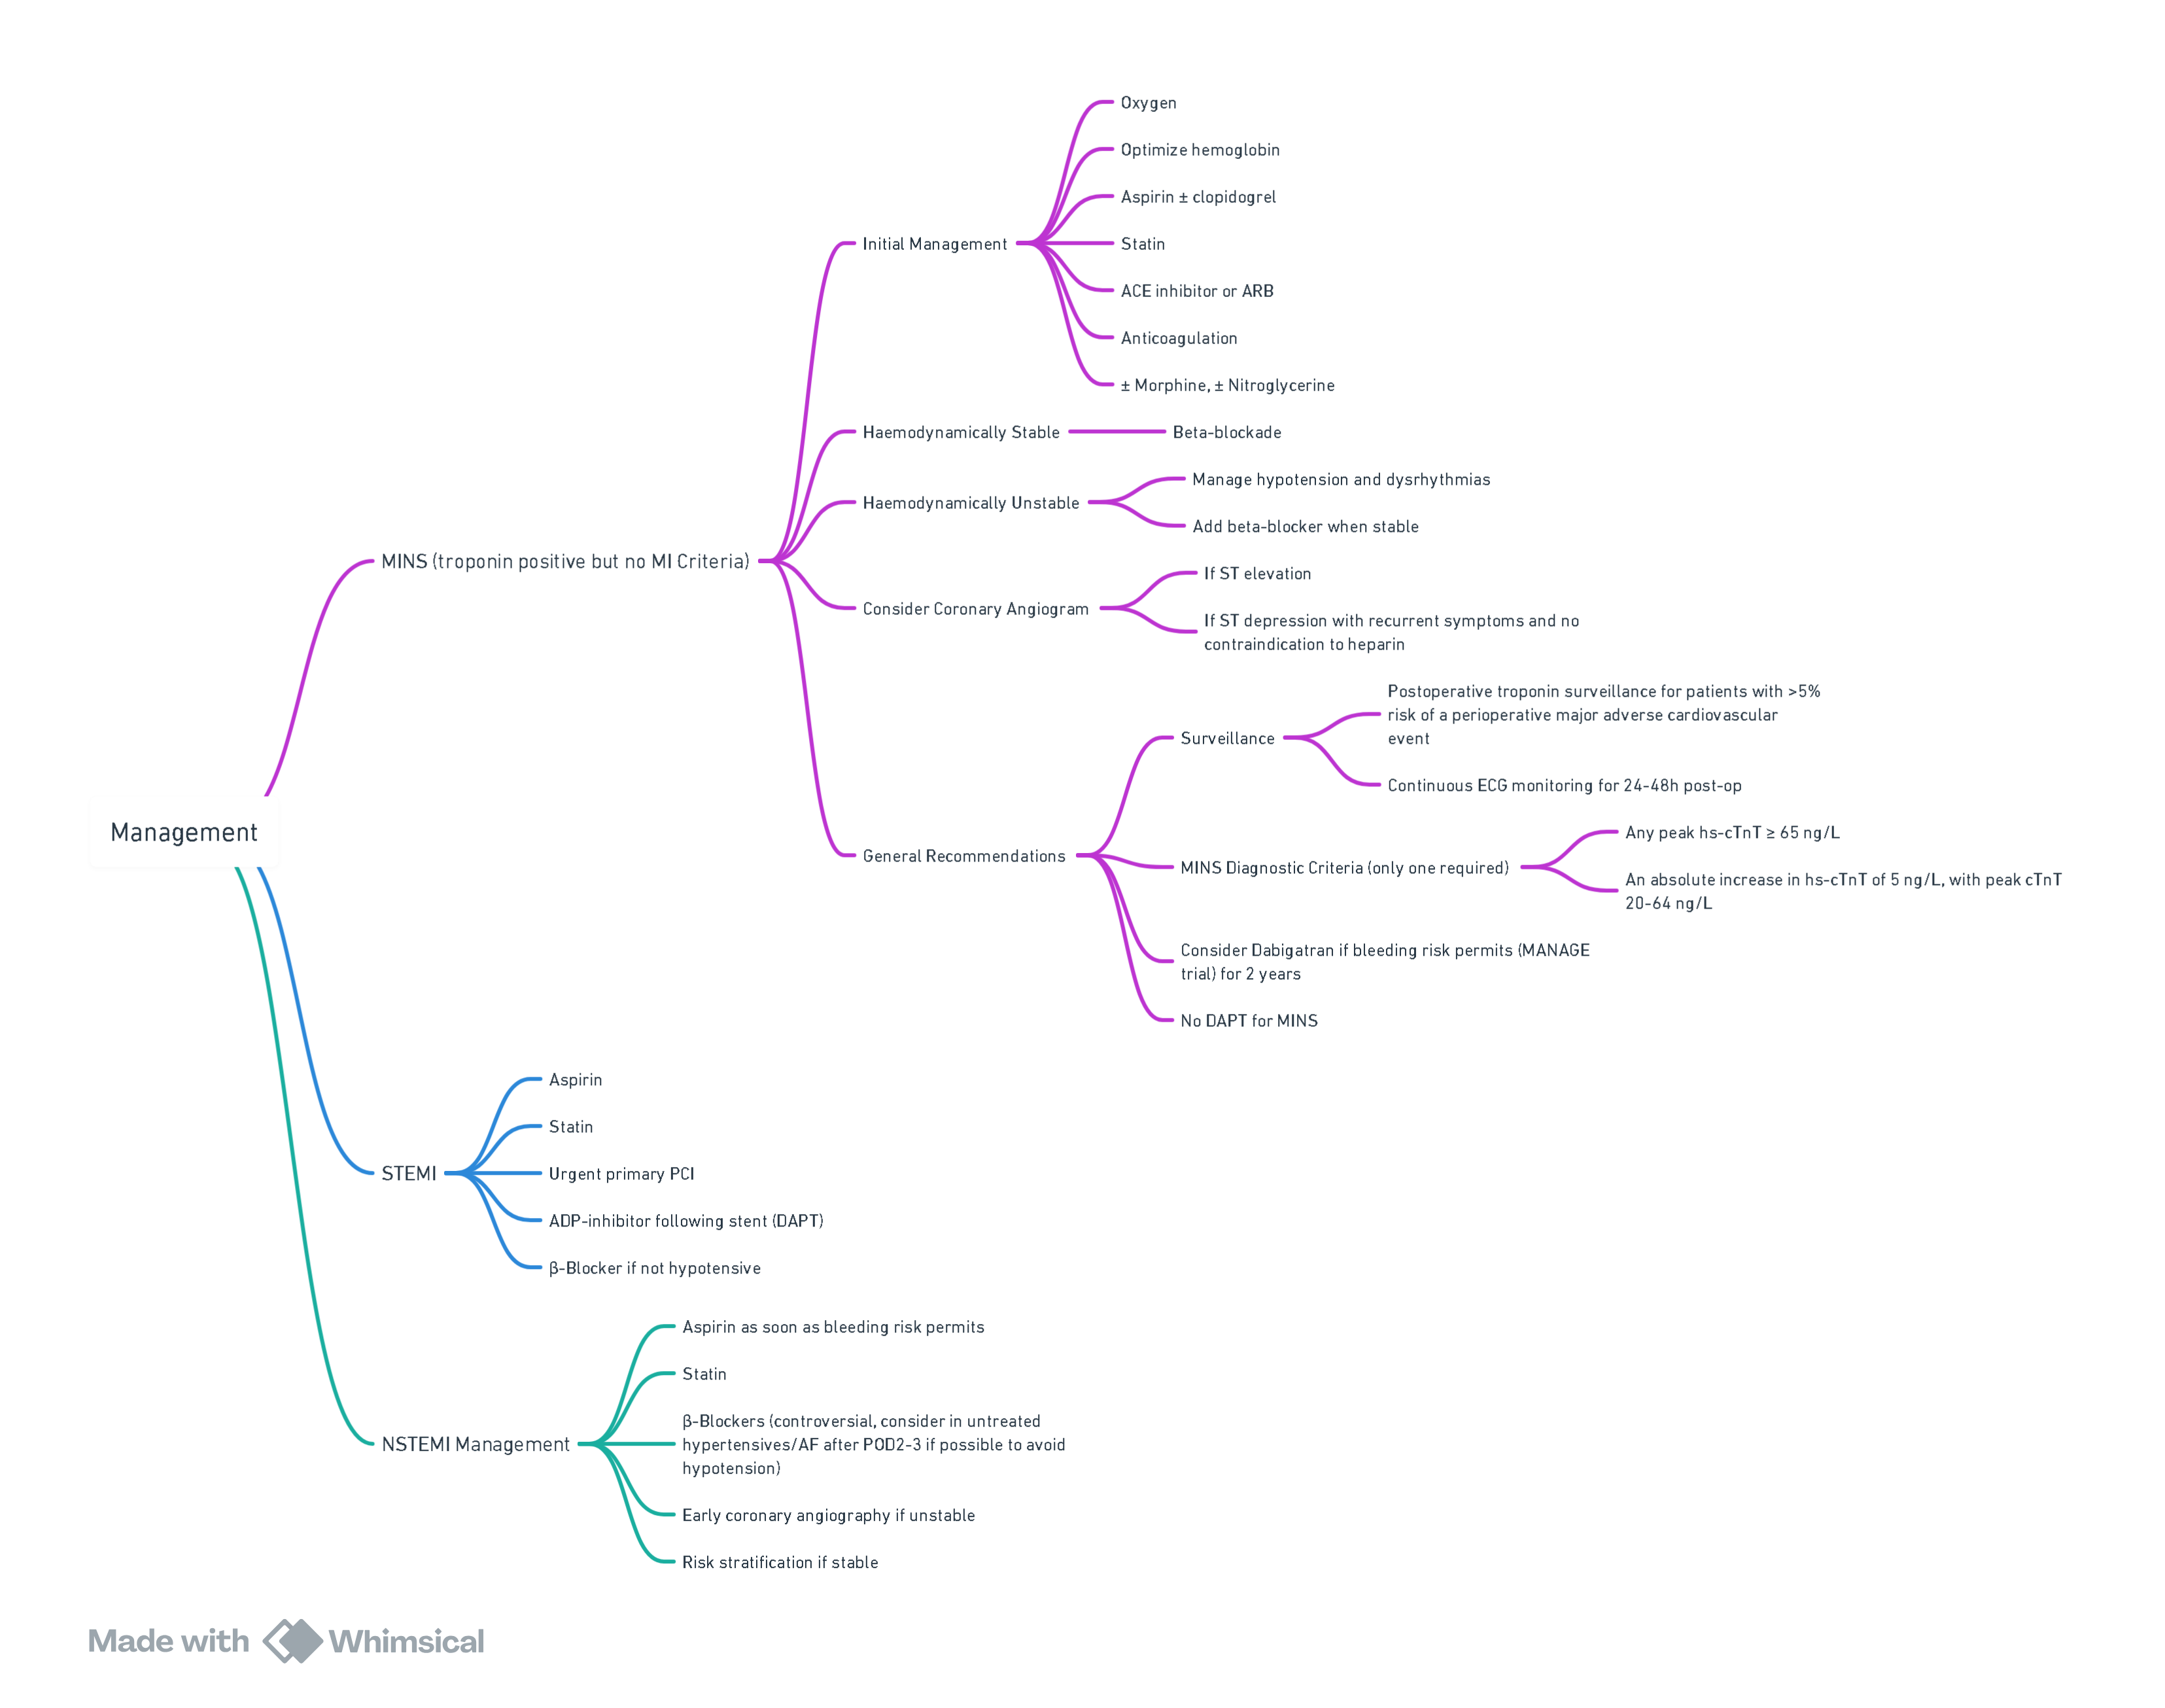 Management
MINS (troponin positive but no MI Criteria)
Initial Management
Oxygen
Optimize hemoglobin
Aspirin ± clopidogrel
Statin
ACE inhibitor or ARB
Anticoagulation
± Morphine, ± Nitroglycerine
Haemodynamically Stable
Beta-blockade
Haemodynamically Unstable
Manage hypotension and dysrhythmias
Add beta-blocker when stable
Consider Coronary Angiogram
If ST elevation
If ST depression with recurrent symptoms and no
contraindication to heparin
General Recommendations
Surveillance
Postoperative troponin surveillance for patients with >5%
risk of a perioperative major adverse cardiovascular
event
Continuous ECG monitoring for 24-48h post-op
MINS Diagnostic Criteria (only one required)
Any peak hs-cTnT ≥ 65 ng/L
An absolute increase in hs-cTnT of 5 ng/L, with peak cTnT
20-64 ng/L
Consider Dabigatran if bleeding risk permits (MANAGE
trial) for 2 years
No DAPT for MINS
STEMI
Aspirin
Statin
Urgent primary PCI
ADP-inhibitor following stent (DAPT)
β-Blocker if not hypotensive
NSTEMI Management
Aspirin as soon as bleeding risk permits
Statin
β-Blockers (controversial, consider in untreated
hypertensives/AF after POD2-3 if possible to avoid
hypotension)
Early coronary angiography if unstable
Risk stratification if stable
Made with Whimsical